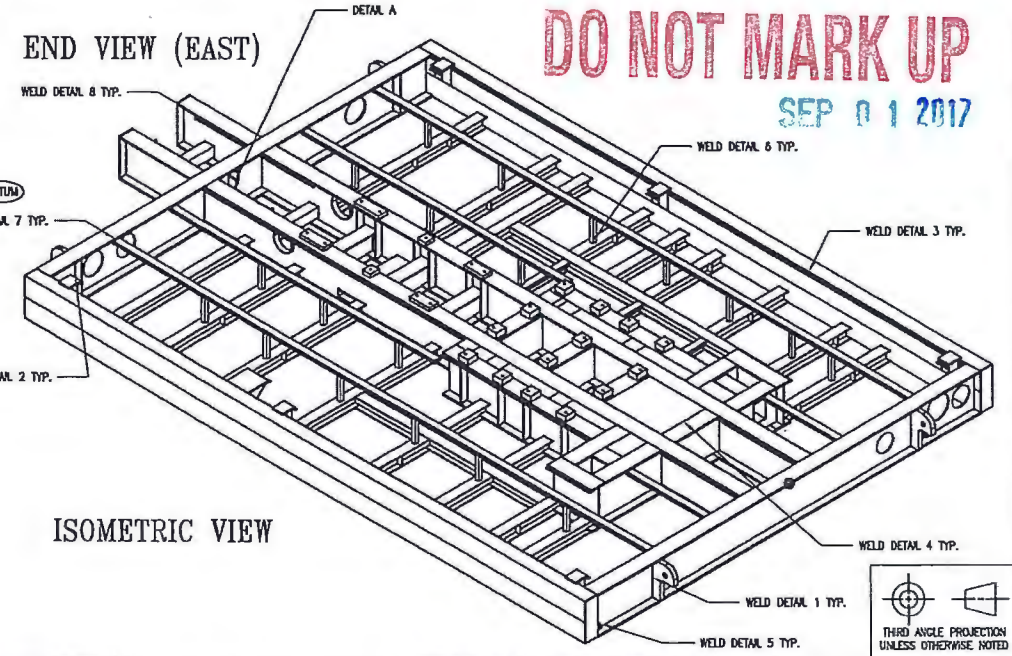 DETAIL A
END VIEW (EAST)
DO NOT MARK UP
SEP 01 2017
WELD DETAIL 8 TYP.
WELD DETAIL 6 TYP.
7 TYP.
WELD DETAIL 3 TYP.
2 TYP.
ISOMETRIC VIEW
WELD DETAIL 4 TYP.
WELD DETAIL 1 TYP.
WELD DETAIL 5 TYP.
THIRD ANGLE PROJECTION
UNLESS OTHERWISE NOTED